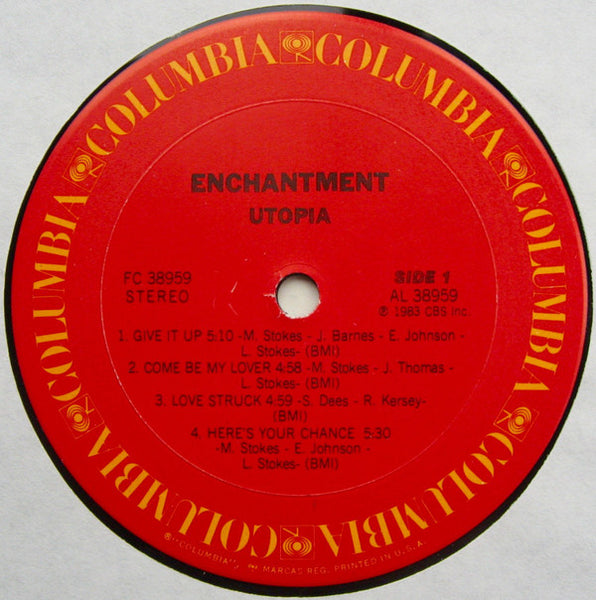 COLUMBIA COLUMBIA COLUMBIA COLUMBIA COLUMBIA COLUMBIA COLUMBIA COLUMBIA
ENCHANTMENT
UTOPIA
FC 38959
STEREO
SIDE 1
AL 38959
℗ 1983 CBS Inc.
1. GIVE IT UP 5:10 -M. Stokes - J. Barnes - E. Johnson -
L. Stokes- (BMI)
2. COME BE MY LOVER 4:58 -M. Stokes - J. Thomas -
L. Stokes- (BMI)
3. LOVE STRUCK 4:59 -S. Dees - R. Kersey-
(BMI)
4. HERE'S YOUR CHANCE 5:30
-M. Stokes - E. Johnson -
L. Stokes- (BMI)
® "COLUMBIA", MARCAS REG. PRINTED IN U.S.A.